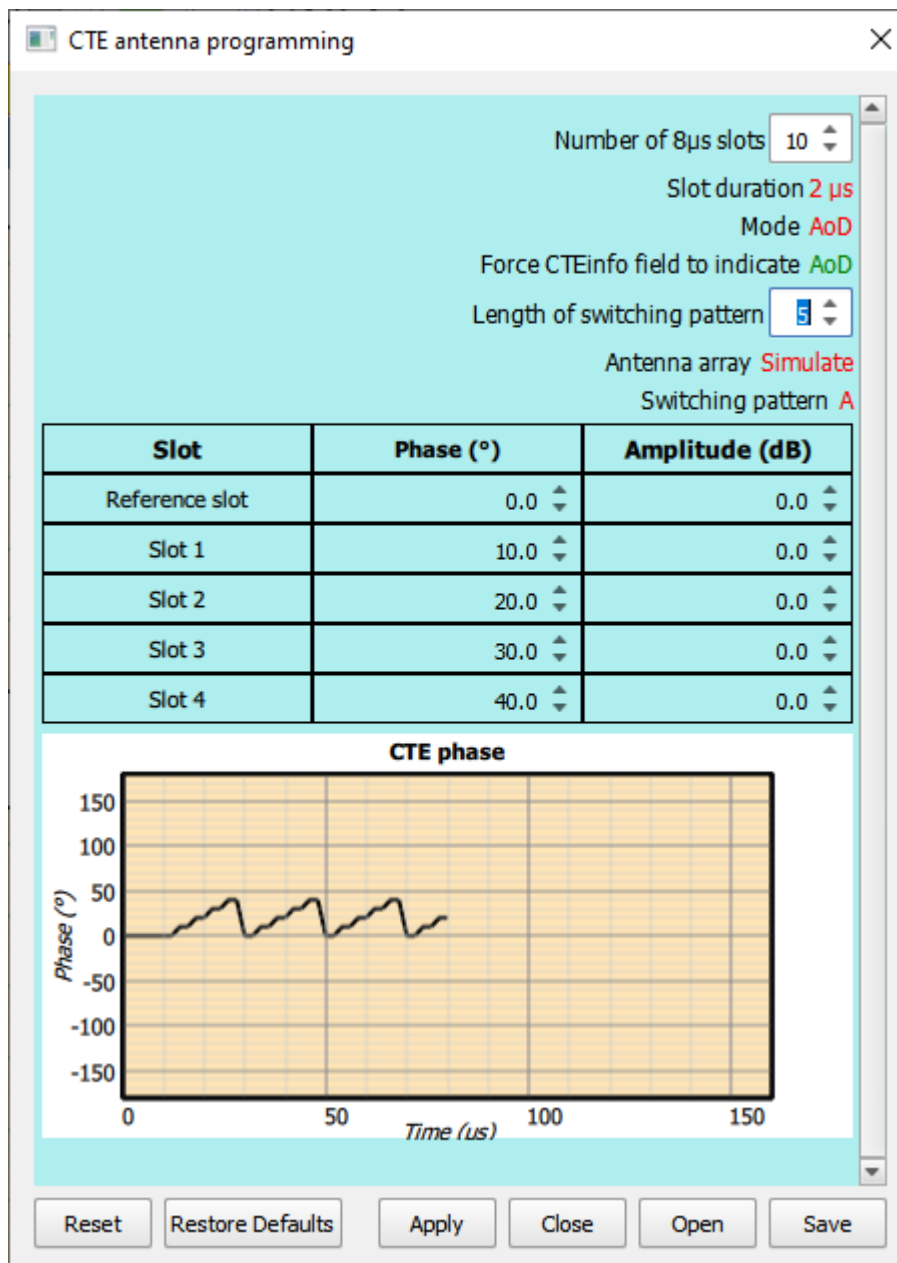 CTE antenna programming
Number of 8µs slots 10
Slot duration 2 µs
Mode AoD
Force CTEinfo field to indicate AoD
Length of switching pattern 5
Antenna array Simulate
Switching pattern A
Slot Phase (°) Amplitude (dB)
Reference slot 0.0 0.0
Slot 1 10.0 0.0
Slot 2 20.0 0.0
Slot 3 30.0 0.0
Slot 4 40.0 0.0
CTE phase
150
100
50
0
-50
-100
-150
Phase (°)
0 50 100 150
Time (µs)
Reset Restore Defaults Apply Close Open Save